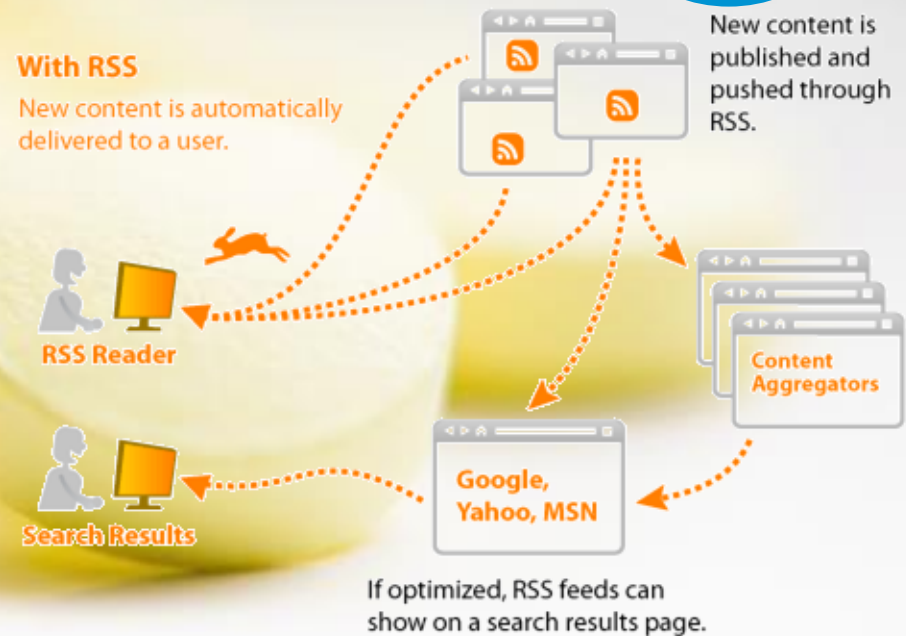 With RSS
New content is automatically
delivered to a user.
New content is
published and
pushed through
RSS.
RSS Reader
Content
Aggregators
Google,
Yahoo, MSN
Search Results
If optimized, RSS feeds can
show on a search results page.